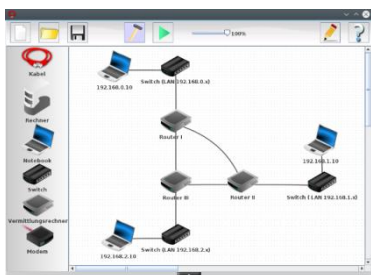 100%
Kabel
Rechner
Notebook
Switch
Vermittlungsrechner
Modem
192.168.0.10
Switch (LAN 192.168.0.x)
Router I
192.168.1.10
Router III
Router II
Switch ( LAN 192.168.1.x)
Switch (LAN 192.168.2.x)
192.168.2.10